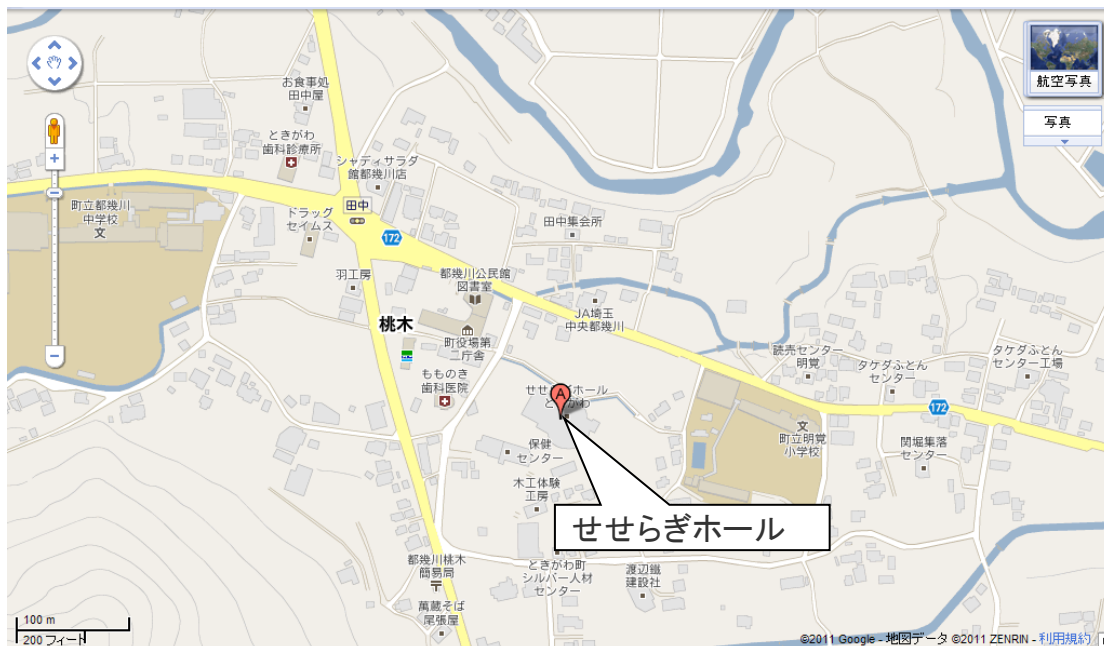 お食事処
田中屋
航空写真
写真
ときがわ
歯科診療所
シャディサラダ
館都幾川店
町立都幾川
中学校
文
ドラッグ
セイムス
田中
172
田中集会所
羽工房
都幾川公民館
図書室
桃木
町役場第
二庁舎
JA埼玉
中央都幾川
もものき
歯科医院
読売センター
明覚
タケダふとん
センター
タケダふとん
センター工場
せせらぎホール
A
172
保健
センター
文
町立明覚
小学校
関堀集落
センター
木工体験
工房
せせらぎホール
都幾川桃木
簡易局
ときがわ町
シルバー人材
センター
渡辺鐵
建設社
萬蔵そば
尾張屋
100 m
200 フィート
©2011 Google - 地図データ ©2011 ZENRIN - 利用規約